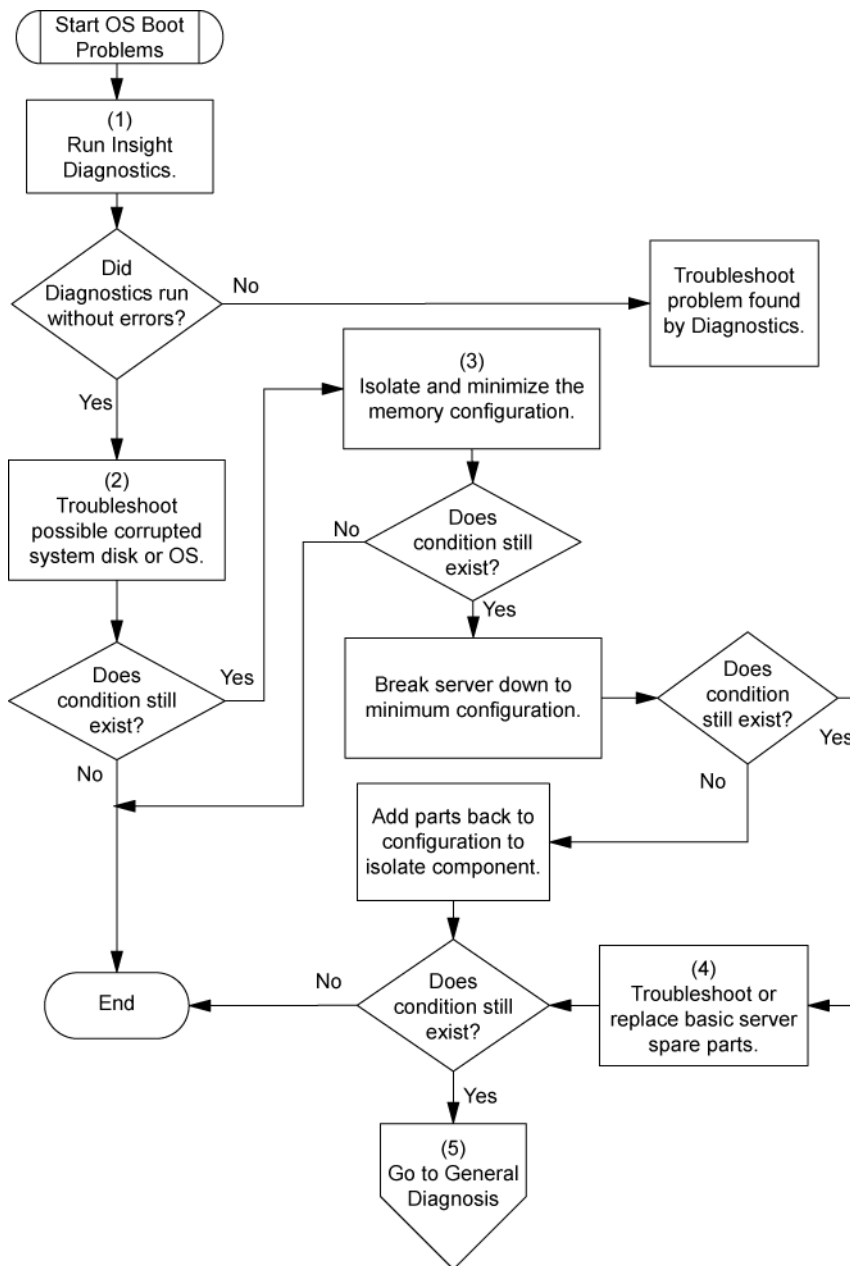 Start OS Boot
Problems
(1)
Run Insight
Diagnostics.
Did
Diagnostics run
without errors?
No
Troubleshoot
problem found
by Diagnostics.
Yes
(2)
Troubleshoot
possible corrupted
system disk or OS.
Does
condition still
exist?
Yes
No
(3)
Isolate and minimize the
memory configuration.
Does
condition still
exist?
No
Yes
Break server down to
minimum configuration.
Does
condition
still exist?
Yes
No
Add parts back to
configuration to
isolate component.
(4)
Troubleshoot or
replace basic server
spare parts.
Does
condition still
exist?
No
End
Yes
(5)
Go to General
Diagnosis